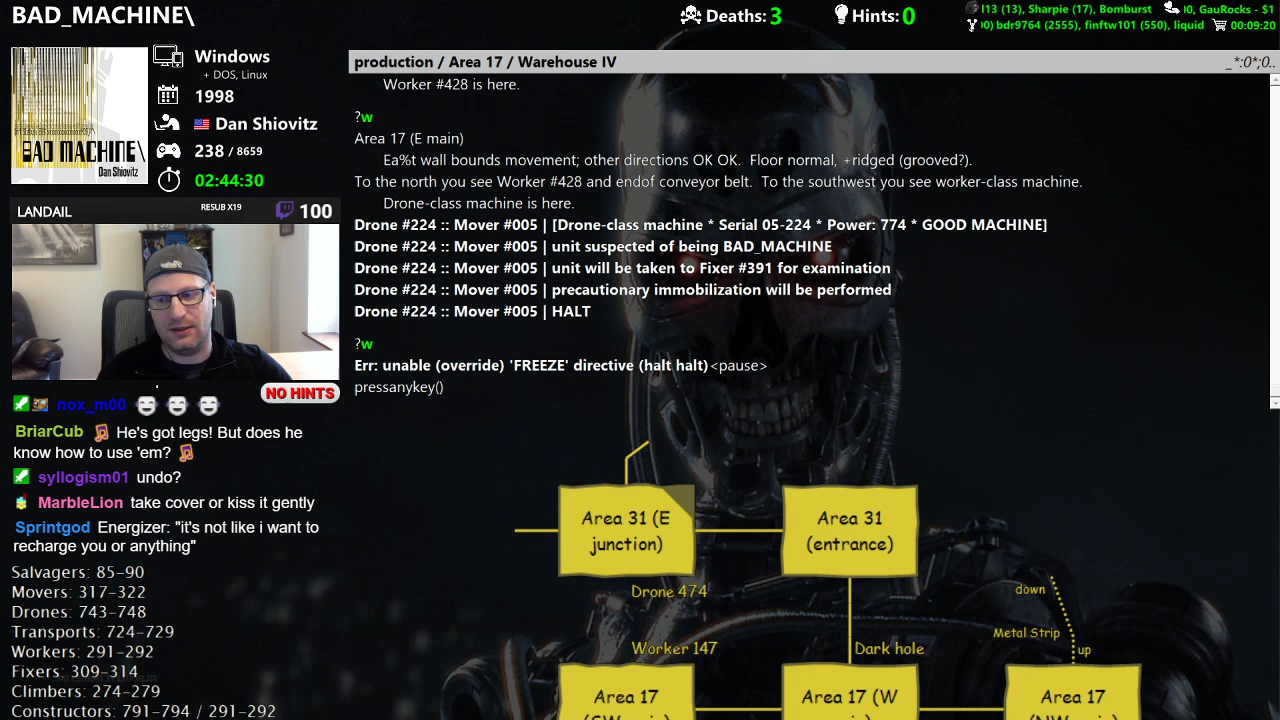 BAD_MACHINE\
Deaths: 3
Hints: 0
I13 (13), Sharpie (17), Bomburst
)0, GauRocks - $1
)0) bdr9764 (2555), finftw101 (550), liquid
00:09:20
Windows
+ DOS, Linux
1998
Dan Shiovitz
238 / 8659
02:44:30
BAD MACHINE\
Dan Shiovitz
LANDAIL
RESUB X19
100
NO HINTS
nox_m00
BriarCub He's got legs! But does he
know how to use 'em?
syllogism01 undo?
MarbleLion take cover or kiss it gently
Sprintgod Energizer: "it's not like i want to
recharge you or anything"
Salvagers: 85-90
Movers: 317-322
Drones: 743-748
Transports: 724-729
Workers: 291-292
Fixers: 309-314
Climbers: 274-279
Constructors: 791-794 / 291-292
production / Area 17 / Warehouse IV
_*:0*;0..
Worker #428 is here.
?w
Area 17 (E main)
Ea%t wall bounds movement; other directions OK OK. Floor normal, +ridged (grooved?).
To the north you see Worker #428 and endof conveyor belt. To the southwest you see worker-class machine.
Drone-class machine is here.
Drone #224 :: Mover #005 | [Drone-class machine * Serial 05-224 * Power: 774 * GOOD MACHINE]
Drone #224 :: Mover #005 | unit suspected of being BAD_MACHINE
Drone #224 :: Mover #005 | unit will be taken to Fixer #391 for examination
Drone #224 :: Mover #005 | precautionary immobilization will be performed
Drone #224 :: Mover #005 | HALT
?w
Err: unable (override) 'FREEZE' directive (halt halt)<pause>
pressanykey()
Area 31 (E
junction)
Area 31
(entrance)
Drone 474
down
Metal Strip
up
Worker 147
Dark hole
Area 17
Area 17 (W
Area 17